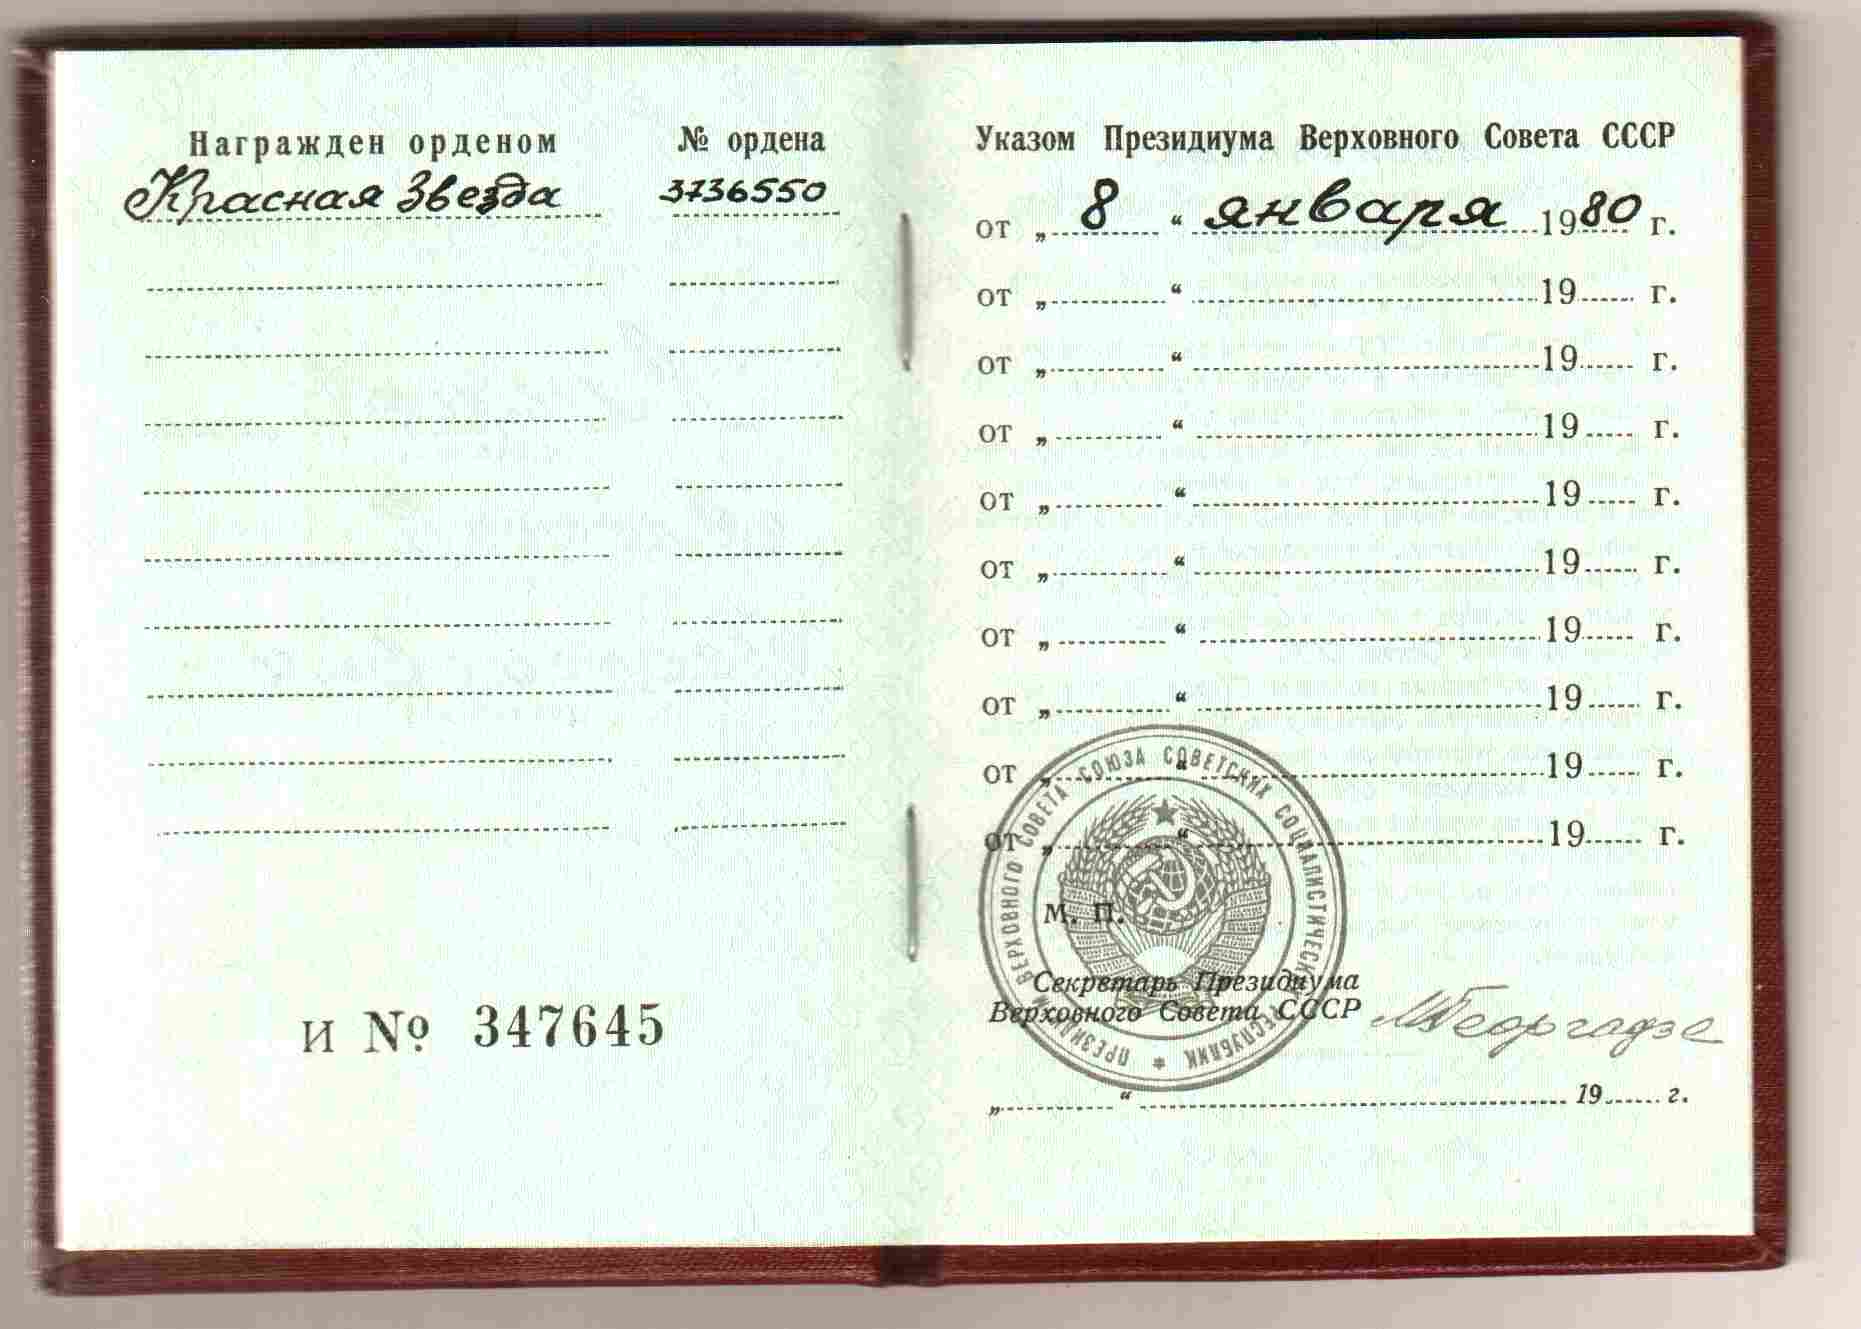 Награжден орденом
№ ордена
Красная Звезда
3736550
И № 347645
Указом Президиума Верховного Совета СССР
от „ 8 “ января 1980 г.
от „ “ 19 г.
от „ “ 19 г.
от „ “ 19 г.
от „ “ 19 г.
от „ “ 19 г.
от „ “ 19 г.
от „ “ 19 г.
от „ “ 19 г.
от „ “ 19 г.
ПРЕЗИДИУМ ВЕРХОВНОГО СОВЕТА СОЮЗА СОВЕТСКИХ СОЦИАЛИСТИЧЕСКИХ РЕСПУБЛИК
М. П.
Секретарь Президиума
Верховного Совета СССР
МГеоргадзе
„ “ 19 г.